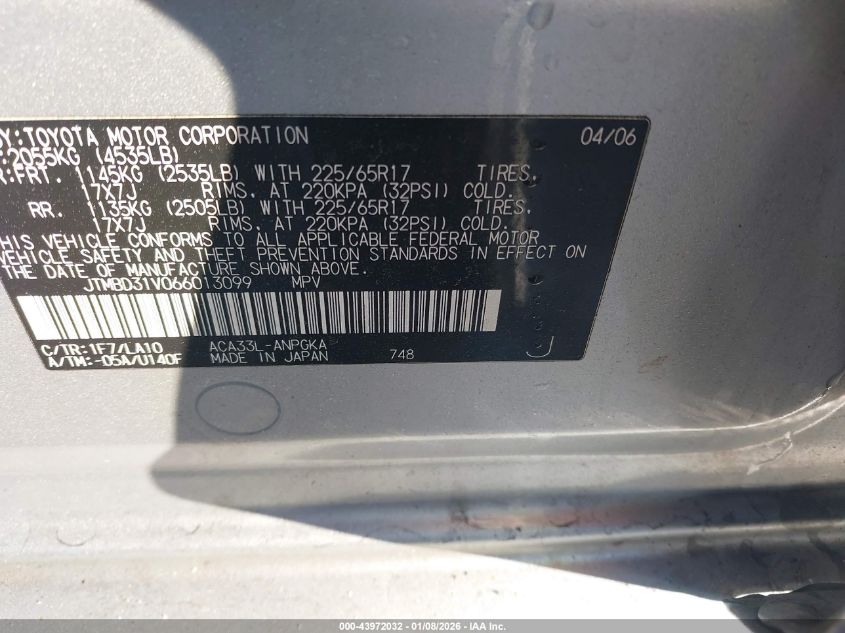 Y:TOYOTA MOTOR CORPORATION 04/06
:2055KG (4535LB)
R:FRT. 1145KG (2535LB) WITH 225/65R17 TIRES,
17X7J RIMS, AT 220KPA (32PSI) COLD.
RR. 1135KG (2505LB) WITH 225/65R17 TIRES,
17X7J RIMS, AT 220KPA (32PSI) COLD.
HIS VEHICLE CONFORMS TO ALL APPLICABLE FEDERAL MOTOR
VEHICLE SAFETY AND THEFT PREVENTION STANDARDS IN EFFECT ON
THE DATE OF MANUFACTURE SHOWN ABOVE.
JTMBD31V066013099 MPV
C/TR:1F7/LA10 ACA33L-ANPGKA
A/TM:-05A/U140F MADE IN JAPAN 748 J
000-43972032 - 01/08/2026 - IAA Inc.